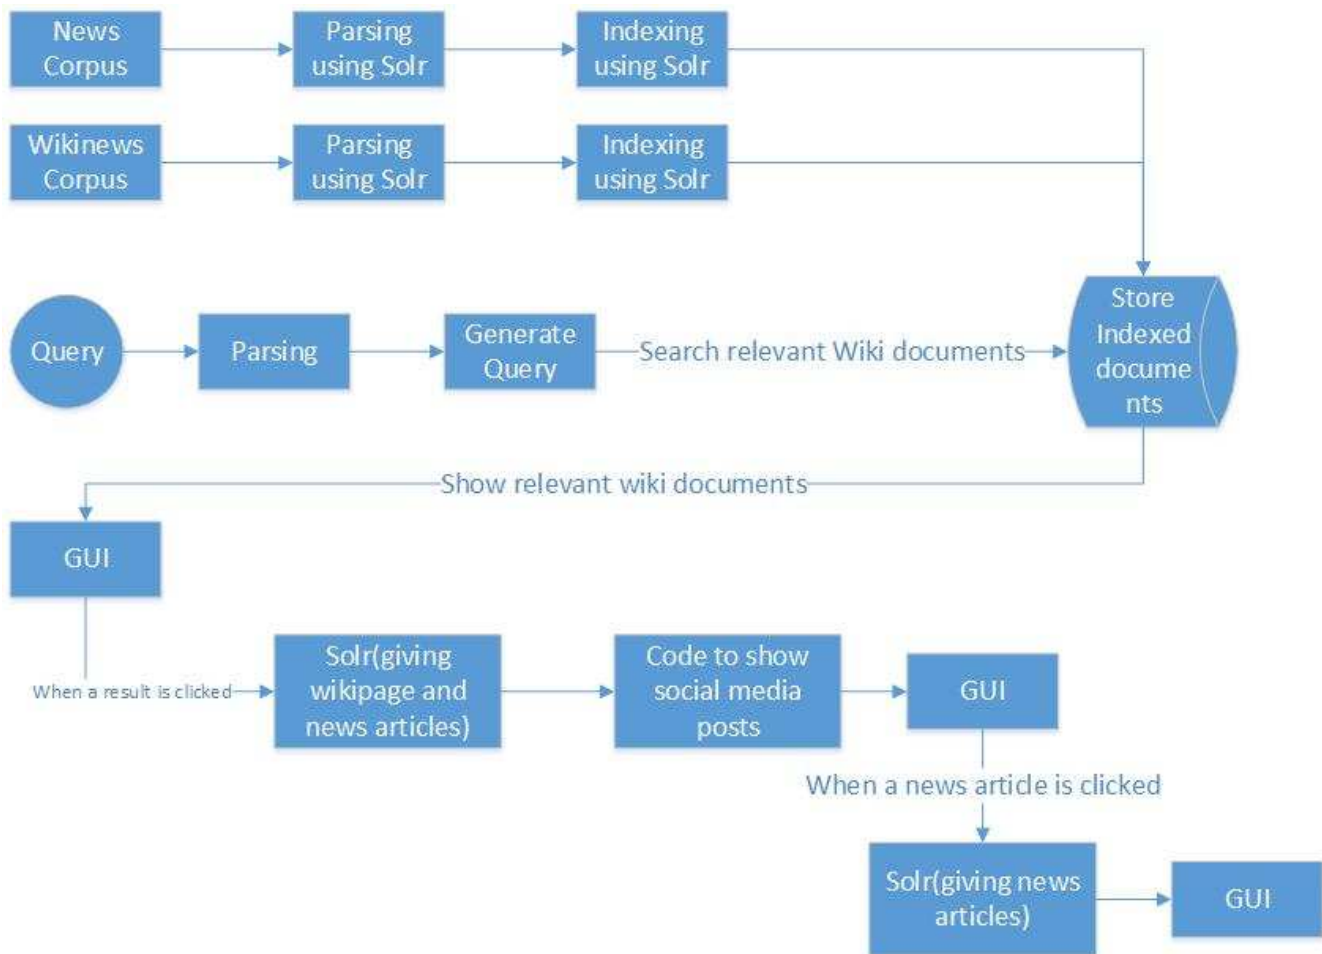 News
Corpus
Parsing
using Solr
Indexing
using Solr
Wikinews
Corpus
Parsing
using Solr
Indexing
using Solr
Query
Parsing
Generate
Query
Search relevant Wiki documents
Store
Indexed
docume
nts
Show relevant wiki documents
GUI
When a result is clicked
Solr(giving
wikipage and
news articles)
Code to show
social media
posts
GUI
When a news article is clicked
Solr(giving news
articles)
GUI